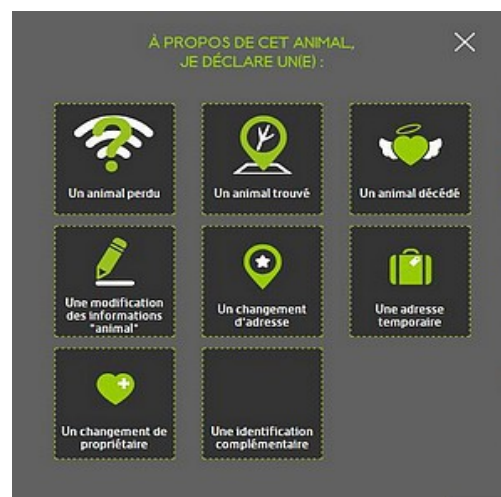 À PROPOS DE CET ANIMAL,
JE DÉCLARE UN(E) :
Un animal perdu
Un animal trouvé
Un animal décédé
Une modification
des informations
"animal"
Un changement
d'adresse
Une adresse
temporaire
Un changement de
propriétaire
Une identification
complémentaire